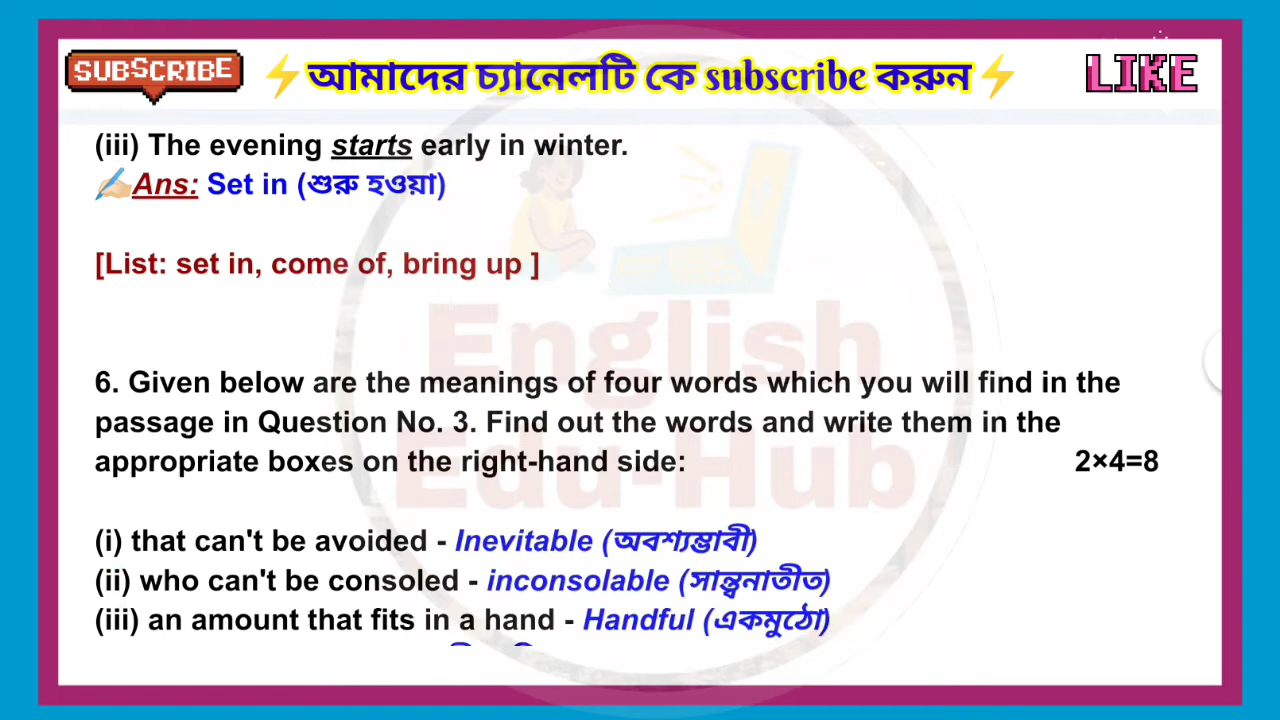 SUBSCRIBE
⚡আমাদের চ্যানেলটি কে subscribe করুন⚡
LIKE
(iii) The evening starts early in winter.
✍🏻Ans: Set in (শুরু হওয়া)
[List: set in, come of, bring up ]
English
Edu-Hub
6. Given below are the meanings of four words which you will find in the
passage in Question No. 3. Find out the words and write them in the
appropriate boxes on the right-hand side: 2×4=8
(i) that can't be avoided - Inevitable (অবশ্যম্ভাবী)
(ii) who can't be consoled - inconsolable (সান্ত্বনাতীত)
(iii) an amount that fits in a hand - Handful (একমুঠো)